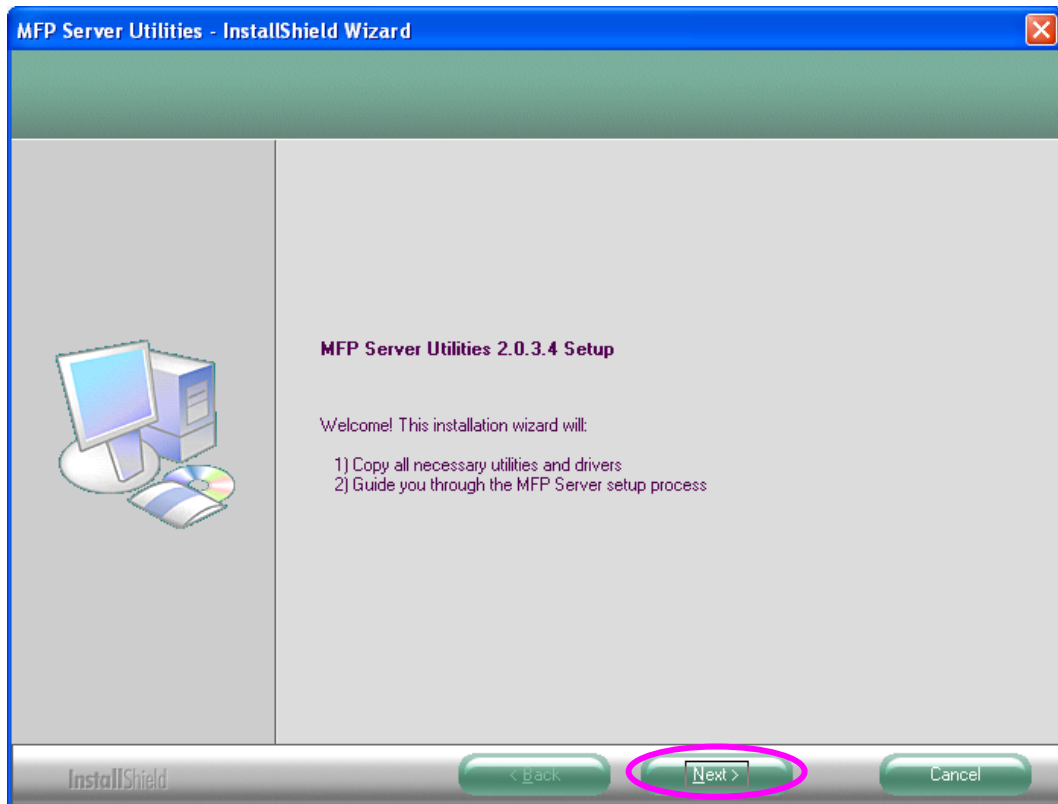 MFP Server Utilities - InstallShield Wizard
MFP Server Utilities 2.0.3.4 Setup
Welcome! This installation wizard will:
1) Copy all necessary utilities and drivers
2) Guide you through the MFP Server setup process
InstallShield
< Back
Next >
Cancel